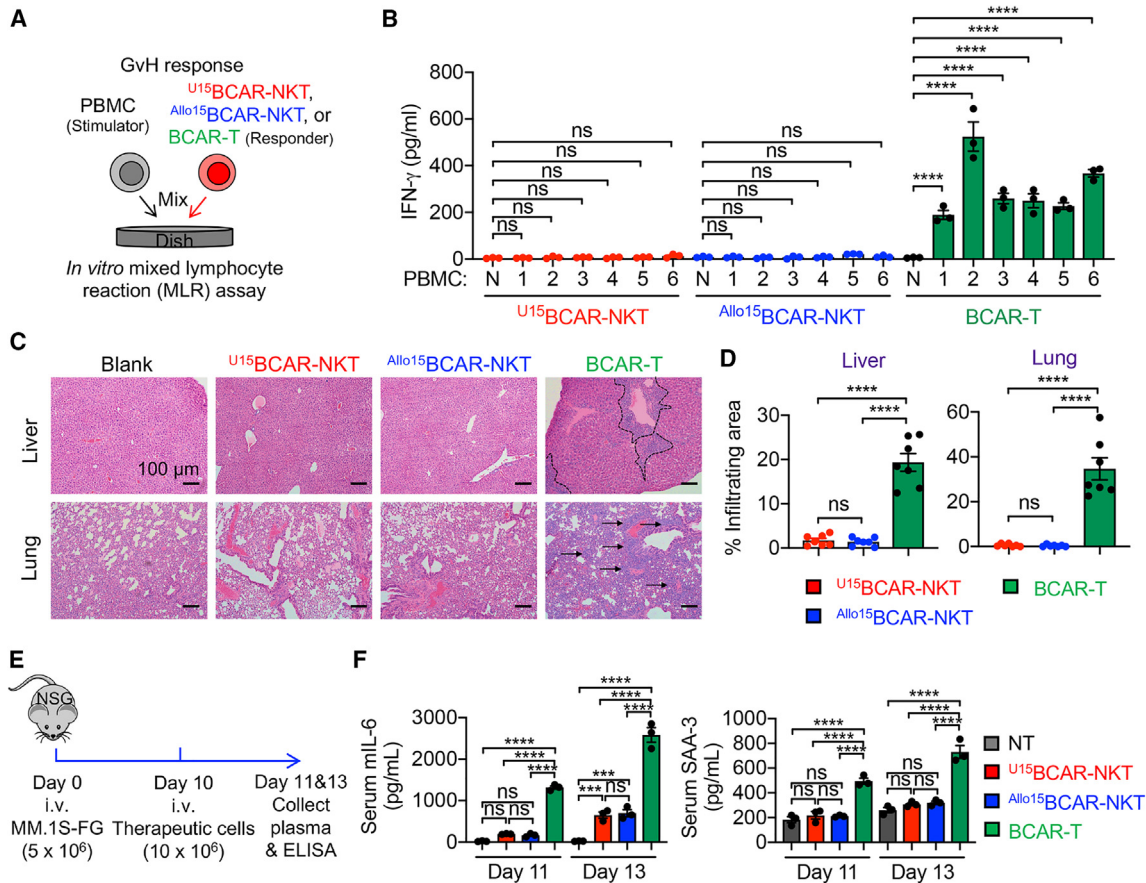 A
GvH response
PBMC
(Stimulator)
U15BCAR-NKT,
Allo15BCAR-NKT, or
BCAR-T (Responder)
Mix
Dish
In vitro mixed lymphocyte
reaction (MLR) assay
B
IFN-γ (pg/ml)
800
600
400
200
0
ns
ns
ns
ns
ns
ns
ns
ns
ns
ns
ns
ns
****
****
****
****
****
****
PBMC: N 1 2 3 4 5 6 N 1 2 3 4 5 6 N 1 2 3 4 5 6
U15BCAR-NKT Allo15BCAR-NKT BCAR-T
C
Blank U15BCAR-NKT Allo15BCAR-NKT BCAR-T
Liver
100 μm
Lung
D
Liver Lung
% Infiltrating area
30
20
10
0
****
****
ns
60
40
20
0
****
****
ns
U15BCAR-NKT BCAR-T
Allo15BCAR-NKT
E
NSG
Day 0 Day 10 Day 11&13
i.v. i.v. Collect
MM.1S-FG Therapeutic cells plasma
(5 x 10⁶) (10 x 10⁶) & ELISA
F
Serum mIL-6
(pg/mL)
3000
2000
1000
0
****
****
****
ns
ns ns
****
****
****
***
*** ns
Day 11 Day 13
Serum SAA-3
(pg/mL)
1000
800
600
400
200
0
****
****
****
ns
ns ns
****
****
****
ns
ns ns
Day 11 Day 13
NT
U15BCAR-NKT
Allo15BCAR-NKT
BCAR-T